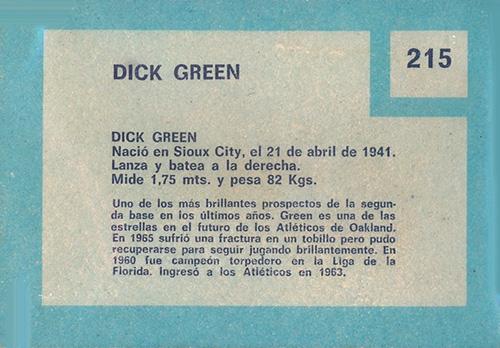 215
DICK GREEN
DICK GREEN
Nació en Sioux City, el 21 de abril de 1941.
Lanza y batea a la derecha.
Mide 1,75 mts. y pesa 82 Kgs.
Uno de los más brillantes prospectos de la segun-
da base en los últimos años. Green es una de las
estrellas en el futuro de los Atléticos de Oakland.
En 1965 sufrió una fractura en un tobillo pero pudo
recuperarse para seguir jugando brillantemente. En
1960 fue campeón torpedero en la Liga de la
Florida. Ingresó a los Atléticos en 1963.